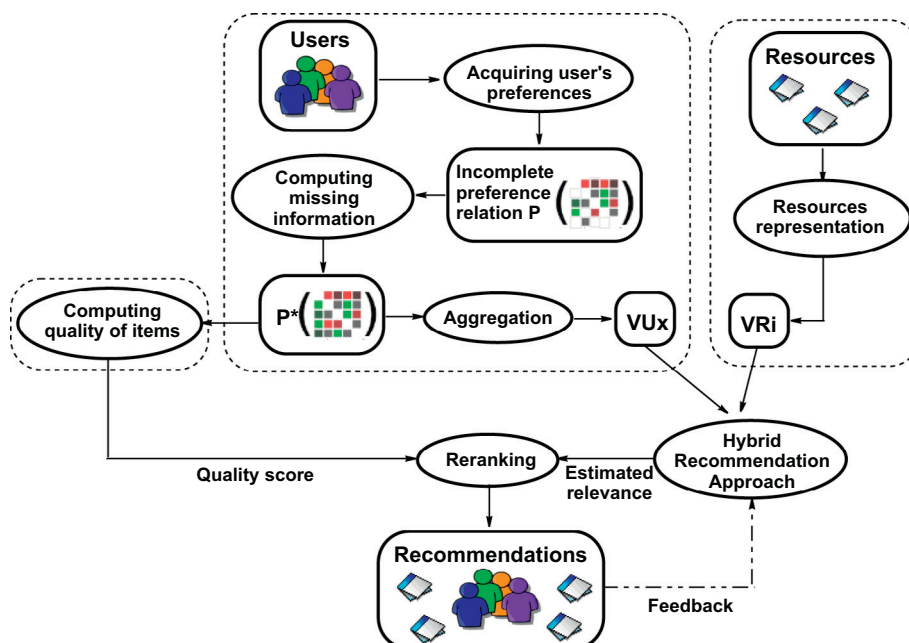 Users
Acquiring user's
preferences
Resources
Computing
missing
information
Incomplete
preference
relation P
Resources
representation
Computing
quality of items
P*
Aggregation
VUx
VRi
Hybrid
Recommendation
Approach
Reranking
Quality score
Estimated
relevance
Recommendations
Feedback